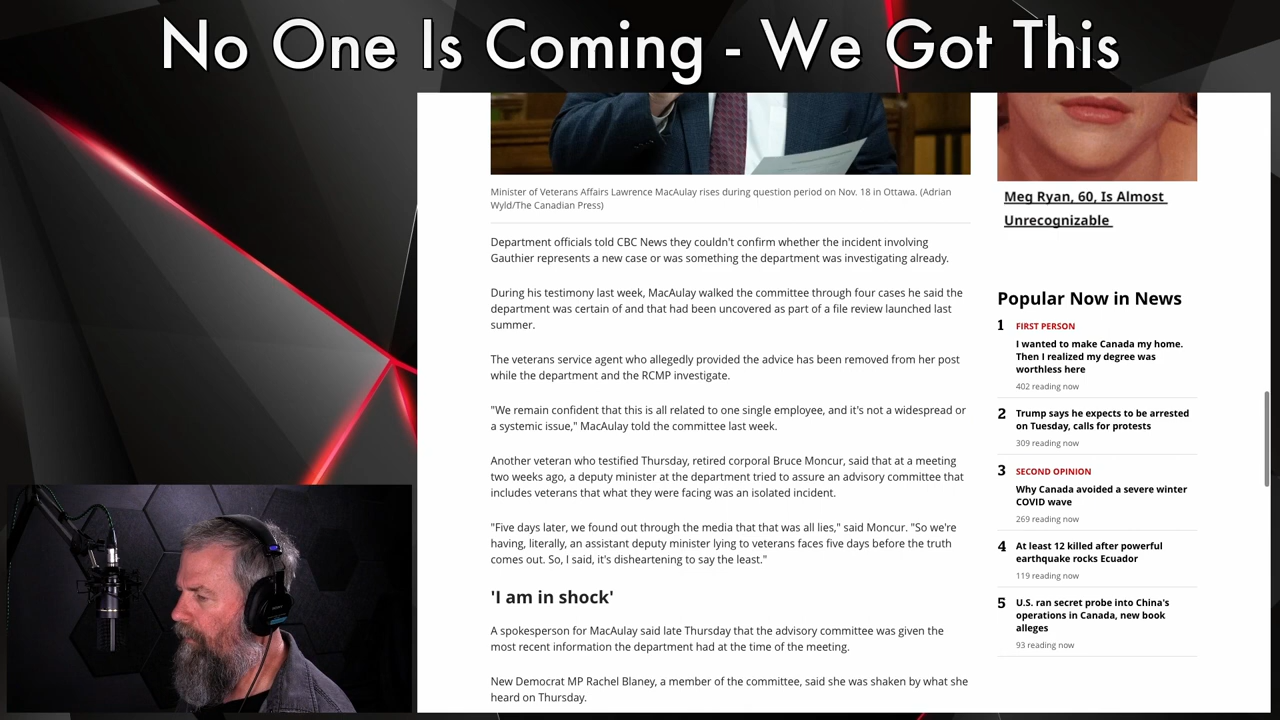 No One Is Coming - We Got This
Minister of Veterans Affairs Lawrence MacAulay rises during question period on Nov. 18 in Ottawa. (Adrian
Wyld/The Canadian Press)
Department officials told CBC News they couldn't confirm whether the incident involving
Gauthier represents a new case or was something the department was investigating already.
During his testimony last week, MacAulay walked the committee through four cases he said the
department was certain of and that had been uncovered as part of a file review launched last
summer.
The veterans service agent who allegedly provided the advice has been removed from her post
while the department and the RCMP investigate.
"We remain confident that this is all related to one single employee, and it's not a widespread or
a systemic issue," MacAulay told the committee last week.
Another veteran who testified Thursday, retired corporal Bruce Moncur, said that at a meeting
two weeks ago, a deputy minister at the department tried to assure an advisory committee that
includes veterans that what they were facing was an isolated incident.
"Five days later, we found out through the media that that was all lies," said Moncur. "So we're
having, literally, an assistant deputy minister lying to veterans faces five days before the truth
comes out. So, I said, it's disheartening to say the least."
'I am in shock'
A spokesperson for MacAulay said late Thursday that the advisory committee was given the
most recent information the department had at the time of the meeting.
New Democrat MP Rachel Blaney, a member of the committee, said she was shaken by what she
heard on Thursday.
Meg Ryan, 60, Is Almost
Unrecognizable
Popular Now in News
1 FIRST PERSON
I wanted to make Canada my home.
Then I realized my degree was
worthless here
402 reading now
2 Trump says he expects to be arrested
on Tuesday, calls for protests
309 reading now
3 SECOND OPINION
Why Canada avoided a severe winter
COVID wave
269 reading now
4 At least 12 killed after powerful
earthquake rocks Ecuador
119 reading now
5 U.S. ran secret probe into China's
operations in Canada, new book
alleges
93 reading now